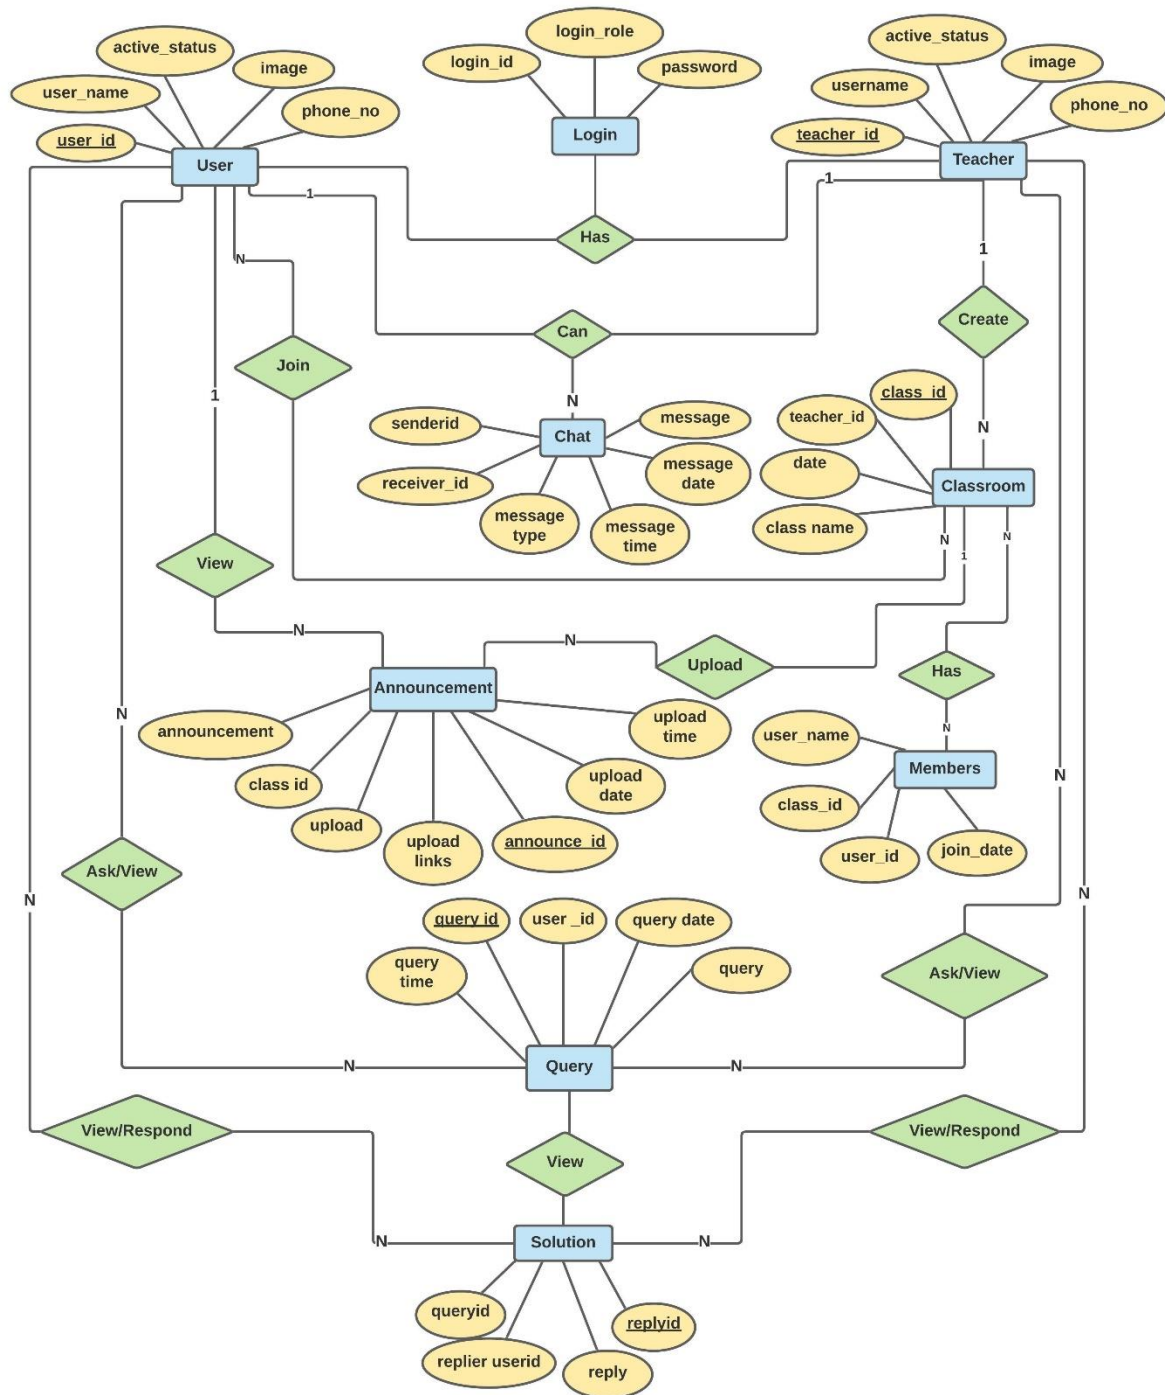 login_role
active_status
active_status
login_id
image
password
image
user_name
username
phone_no
phone_no
user_id
Login
teacher_id
User
Teacher
1
1
Has
N
1
Create
Can
Join
class_id
1
N
message
teacher_id
senderid
Chat
N
date
message
date
receiver_id
Classroom
message
type
message
time
class name
N
1
N
View
N
N
Upload
Has
Announcement
upload
time
N
announcement
N
user_name
Members
upload
date
N
class id
class_id
upload
upload
links
announce_id
user_id
join_date
Ask/View
N
N
query id
user _id
query date
query
time
query
Ask/View
N
Query
N
View/Respond
View/Respond
View
N
Solution
N
queryid
replyid
replier userid
reply